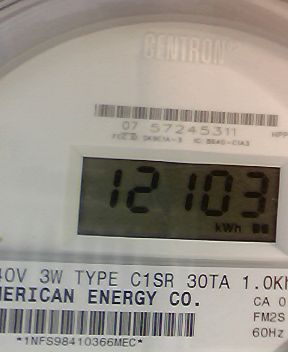 CENTRON®
07 57245311
12103
kWh
40V 3W TYPE C1SR 30TA 1.0Kh
MERICAN ENERGY CO.
CA 0
FM2S
60Hz
*1NFS98410366MEC*